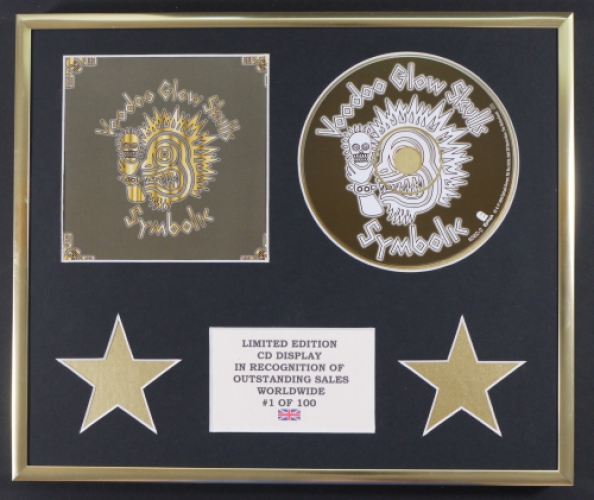 Voodoo Glow Skulls
Symbolic
Voodoo Glow Skulls
Symbolic
LIMITED EDITION
CD DISPLAY
IN RECOGNITION OF
OUTSTANDING SALES
WORLDWIDE
#1 OF 100